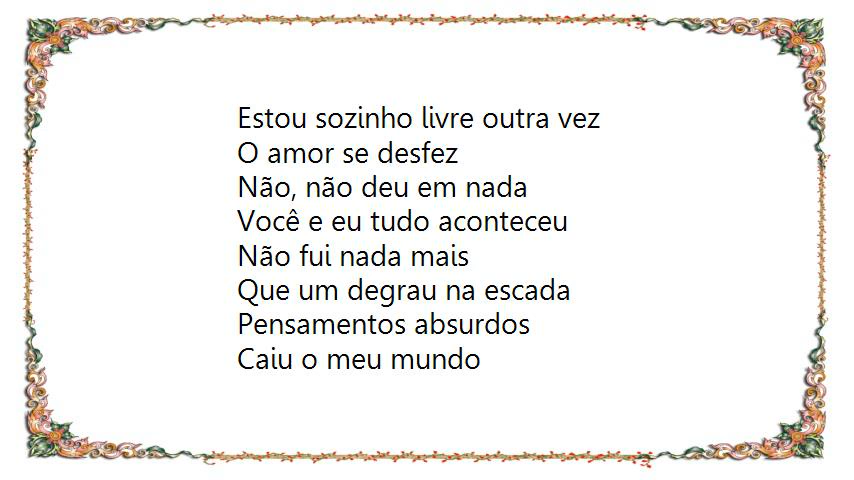 Estou sozinho livre outra vez
O amor se desfez
Não, não deu em nada
Você e eu tudo aconteceu
Não fui nada mais
Que um degrau na escada
Pensamentos absurdos
Caiu o meu mundo